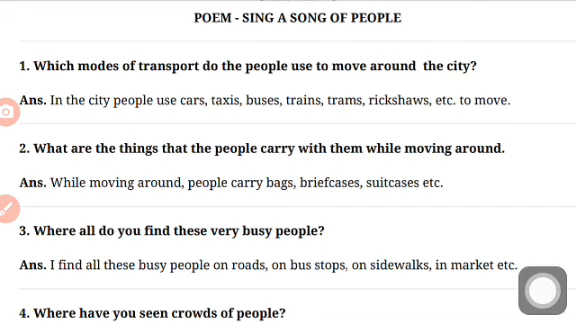 POEM - SING A SONG OF PEOPLE
1. Which modes of transport do the people use to move around the city?
Ans. In the city people use cars, taxis, buses, trains, trams, rickshaws, etc. to move.
2. What are the things that the people carry with them while moving around.
Ans. While moving around, people carry bags, briefcases, suitcases etc.
3. Where all do you find these very busy people?
Ans. I find all these busy people on roads, on bus stops, on sidewalks, in market etc.
4. Where have you seen crowds of people?